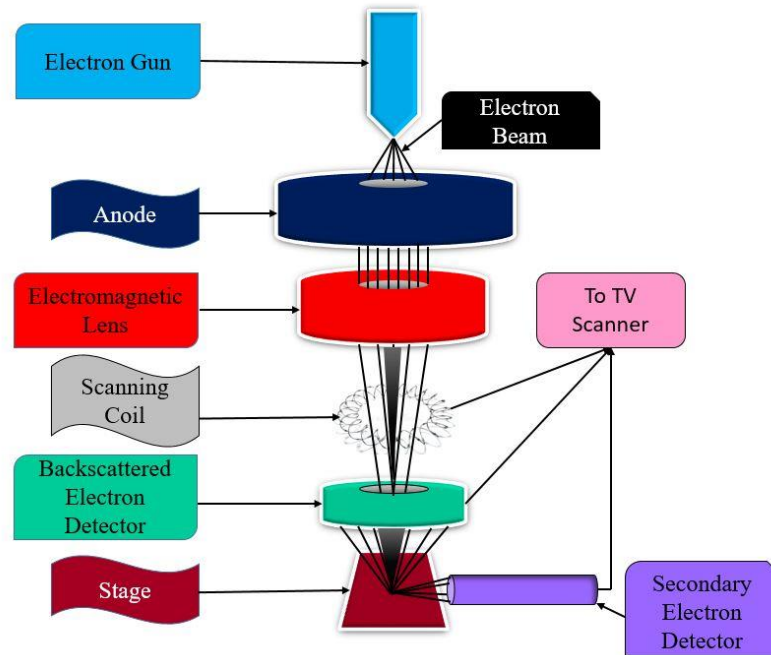 Electron Gun
Electron
Beam
Anode
Electromagnetic
Lens
To TV
Scanner
Scanning
Coil
Backscattered
Electron
Detector
Stage
Secondary
Electron
Detector